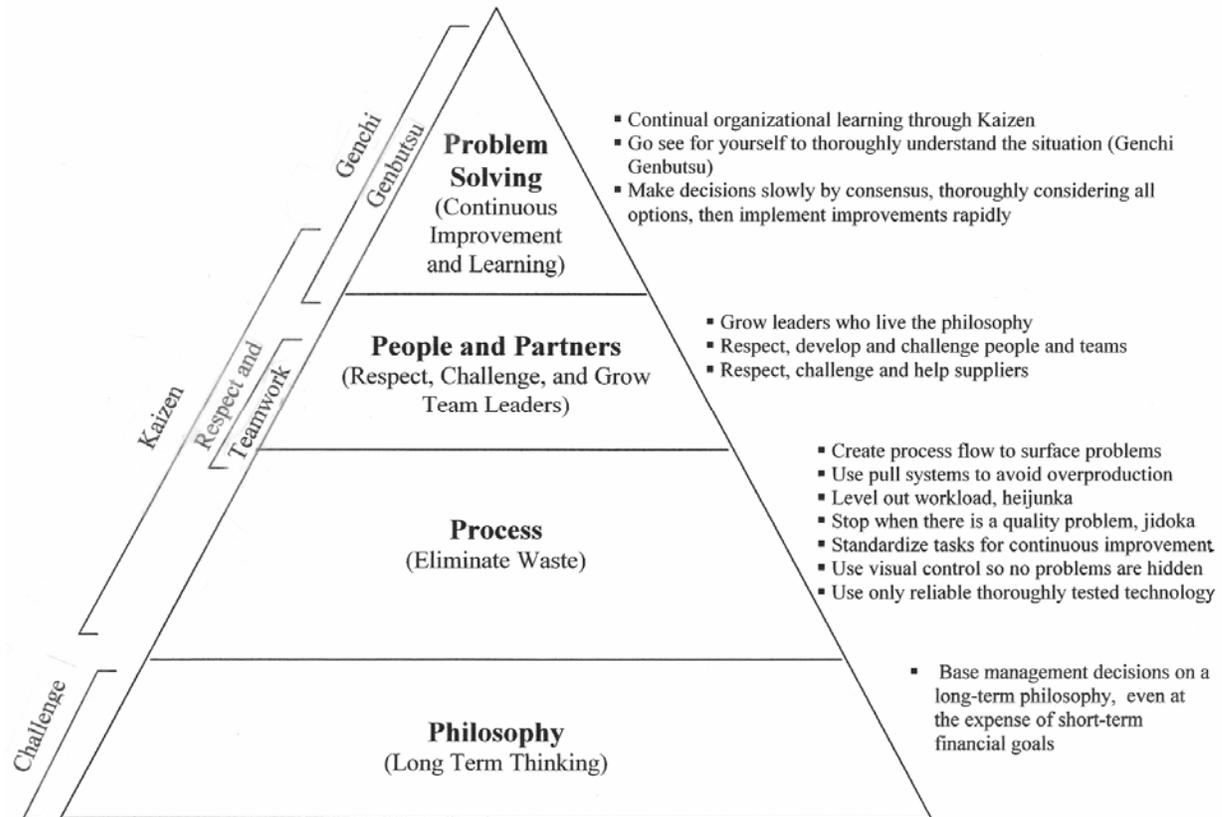 Genchi
Genbutsu
Problem
Solving
(Continuous
Improvement
and Learning)
▪ Continual organizational learning through Kaizen
▪ Go see for yourself to thoroughly understand the situation (Genchi
Genbutsu)
▪ Make decisions slowly by consensus, thoroughly considering all
options, then implement improvements rapidly
Kaizen
Respect and
Teamwork
People and Partners
(Respect, Challenge, and Grow
Team Leaders)
▪ Grow leaders who live the philosophy
▪ Respect, develop and challenge people and teams
▪ Respect, challenge and help suppliers
Process
(Eliminate Waste)
▪ Create process flow to surface problems
▪ Use pull systems to avoid overproduction
▪ Level out workload, heijunka
▪ Stop when there is a quality problem, jidoka
▪ Standardize tasks for continuous improvement
▪ Use visual control so no problems are hidden
▪ Use only reliable thoroughly tested technology
Challenge
Philosophy
(Long Term Thinking)
▪ Base management decisions on a
long-term philosophy, even at
the expense of short-term
financial goals